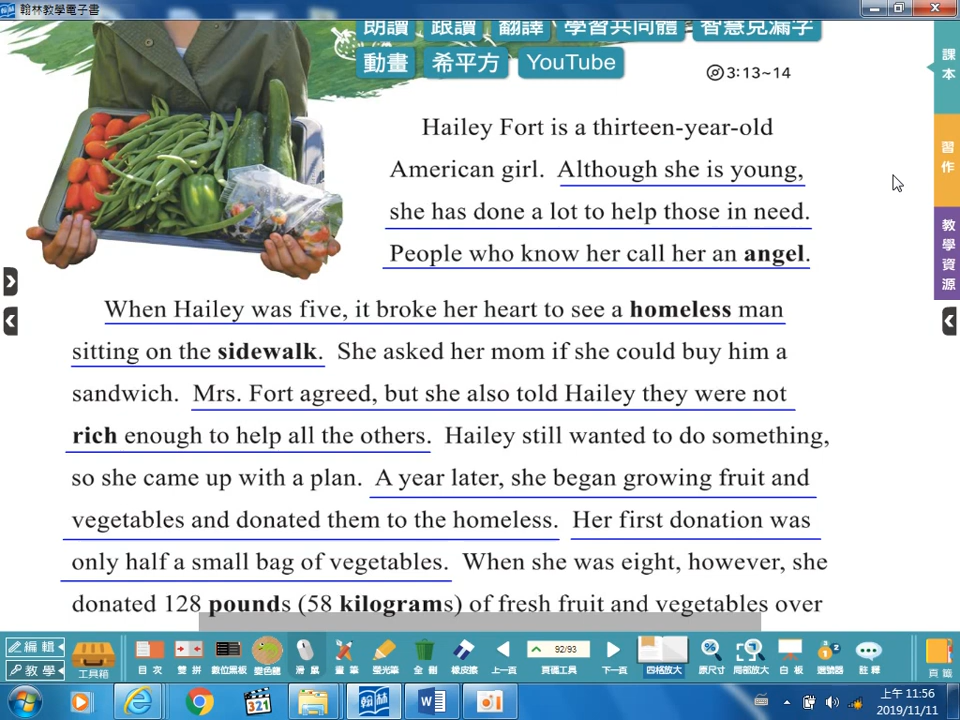 翰林教學電子書
朗讀 跟讀 翻譯 學習共同體 智慧克漏字
動畫 希平方 YouTube
3:13~14
課本
習作
教學資源
Hailey Fort is a thirteen-year-old
American girl. Although she is young,
she has done a lot to help those in need.
People who know her call her an angel.
When Hailey was five, it broke her heart to see a homeless man
sitting on the sidewalk. She asked her mom if she could buy him a
sandwich. Mrs. Fort agreed, but she also told Hailey they were not
rich enough to help all the others. Hailey still wanted to do something,
so she came up with a plan. A year later, she began growing fruit and
vegetables and donated them to the homeless. Her first donation was
only half a small bag of vegetables. When she was eight, however, she
donated 128 pounds (58 kilograms) of fresh fruit and vegetables over
編輯
教學
工具箱 目次 雙拼 數位黑板 變色龍 滑鼠 畫筆 螢光筆 全刪 橡皮擦 上一頁 92/93 頁碼工具 下一頁 四格放大 原尺寸 局部放大 白板 選號器 註釋 頁籤
321
上午 11:56
2019/11/11